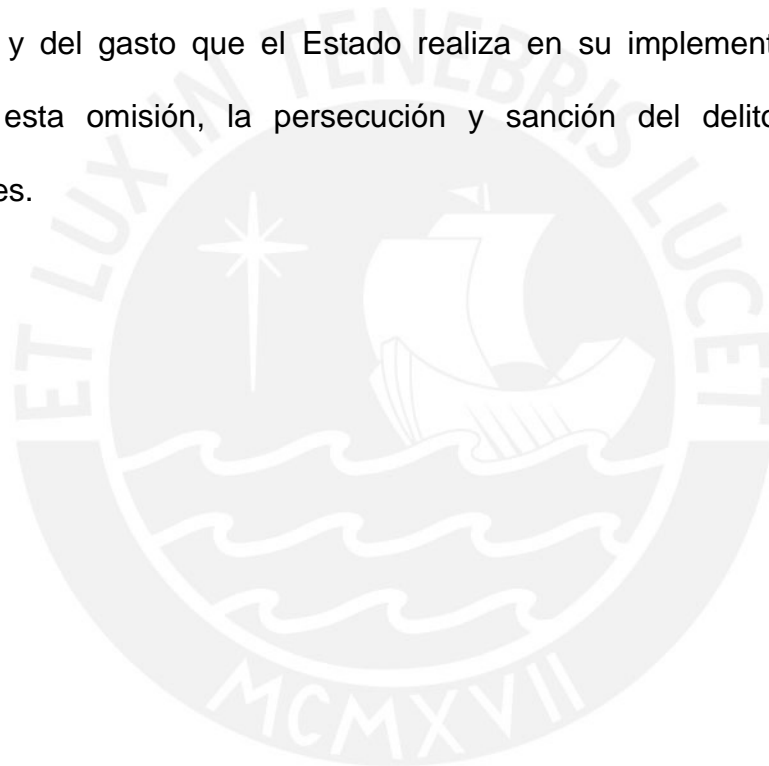 y del gasto que el Estado realiza en su implement
esta omisión, la persecución y sanción del delito
es.
ET LUX IN TENEBRIS LUCET
MCMXVII